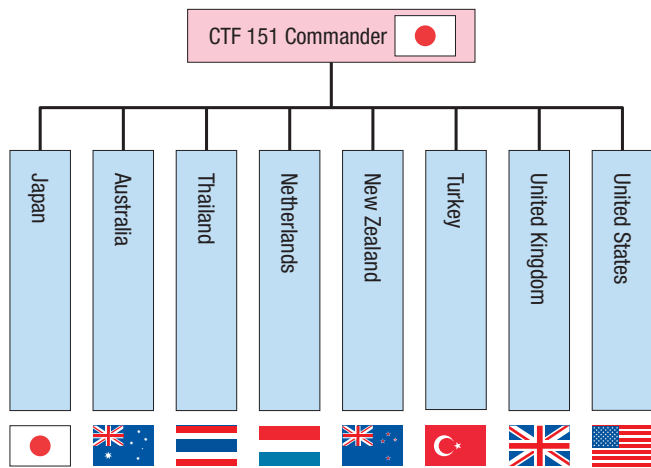 CTF 151 Commander
Japan
Australia
Thailand
Netherlands
New Zealand
Turkey
United Kingdom
United States